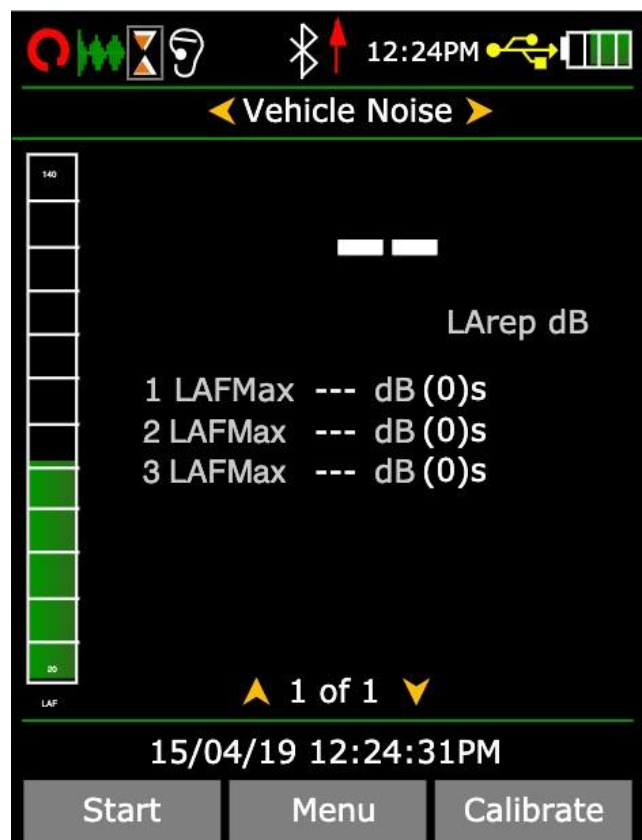 12:24PM
Vehicle Noise
140
LArep dB
1 LAFMax --- dB (0)s
2 LAFMax --- dB (0)s
3 LAFMax --- dB (0)s
20
LAF
1 of 1
15/04/19 12:24:31PM
Start Menu Calibrate